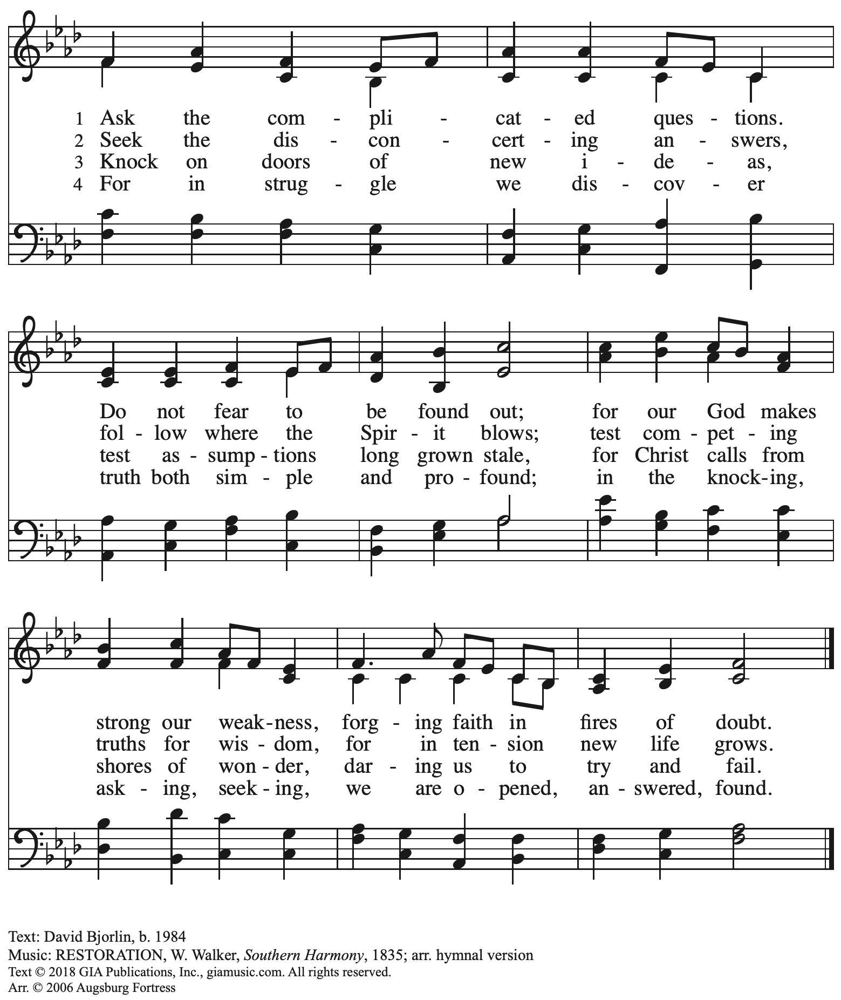 1 Ask the com - pli - cat - ed ques - tions.
2 Seek the dis - con - cert - ing an - swers,
3 Knock on doors of new i - de - as,
4 For in strug - gle we dis - cov - er
Do not fear to be found out; for our God makes
fol - low where the Spir - it blows; test com - pet - ing
test as - sump - tions long grown stale, for Christ calls from
truth both sim - ple and pro - found; in the knock - ing,
strong our weak - ness, forg - ing faith in fires of doubt.
truths for wis - dom, for in ten - sion new life grows.
shores of won - der, dar - ing us to try and fail.
ask - ing, seek - ing, we are o - pened, an - swered, found.
Text: David Bjorlin, b. 1984
Music: RESTORATION, W. Walker, Southern Harmony, 1835; arr. hymnal version
Text © 2018 GIA Publications, Inc., giamusic.com. All rights reserved.
Arr. © 2006 Augsburg Fortress